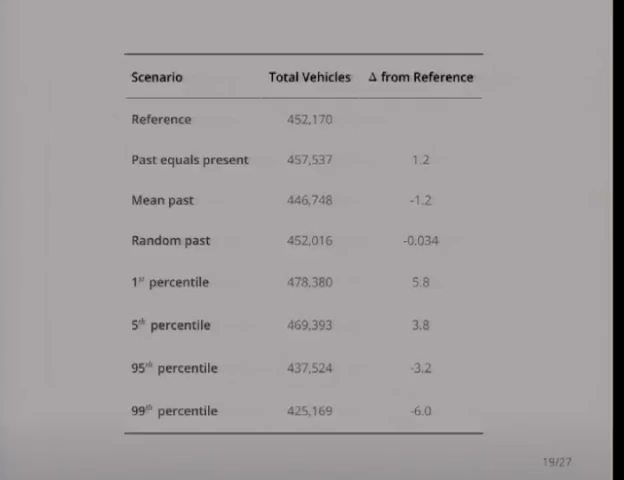 Scenario Total Vehicles Δ from Reference
Reference 452,170
Past equals present 457,537 1.2
Mean past 446,748 -1.2
Random past 452,016 -0.034
1st percentile 478,380 5.8
5th percentile 469,393 3.8
95th percentile 437,524 -3.2
99th percentile 425,169 -6.0
19/27